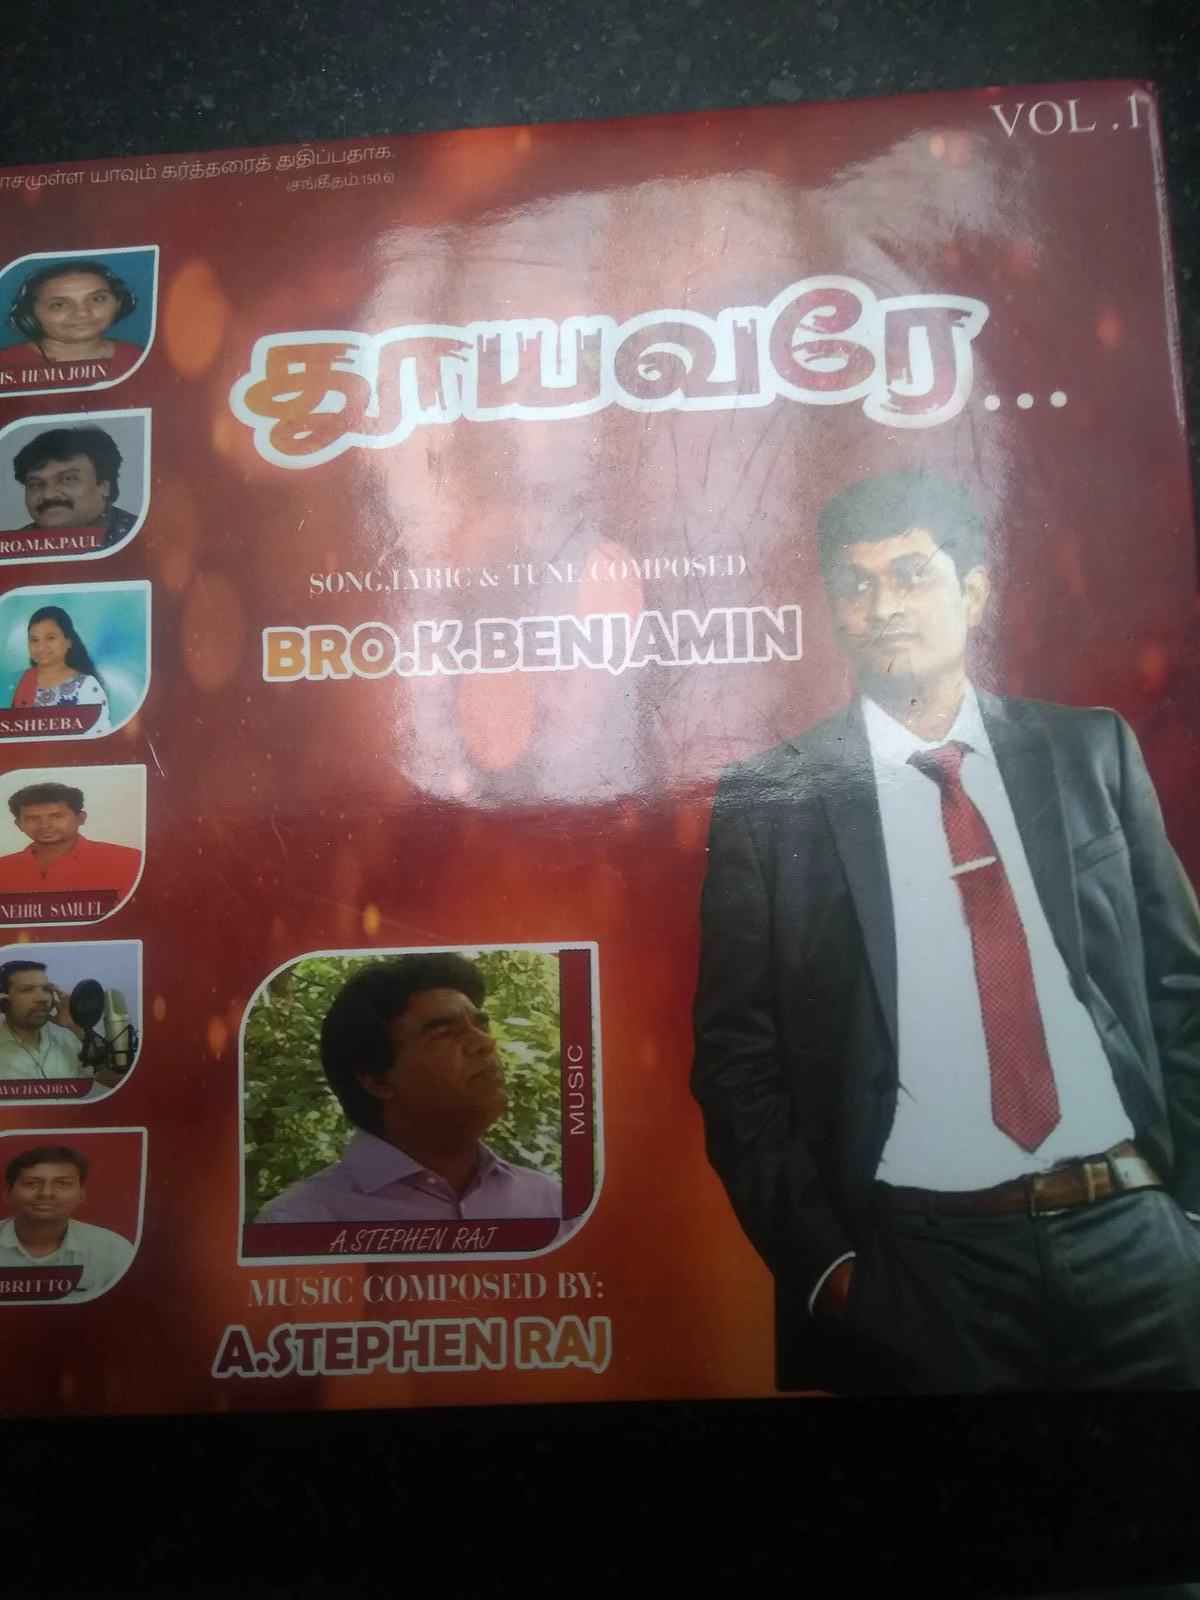 VOL .1
யாவும் கர்த்தரைத் துதிப்பதாக.
(சங்கீதம்:150.6)
தூயவரே...
HEMA JOHN
M.K.PAUL
SONG,LYRIC & TUNE COMPOSED
BRO.K.BENJAMIN
S.SHEEBA
NEHRU SAMUEL
MUSIC
A.STEPHEN RAJ
BRITTO
MUSIC COMPOSED BY:
A.STEPHEN RAJ